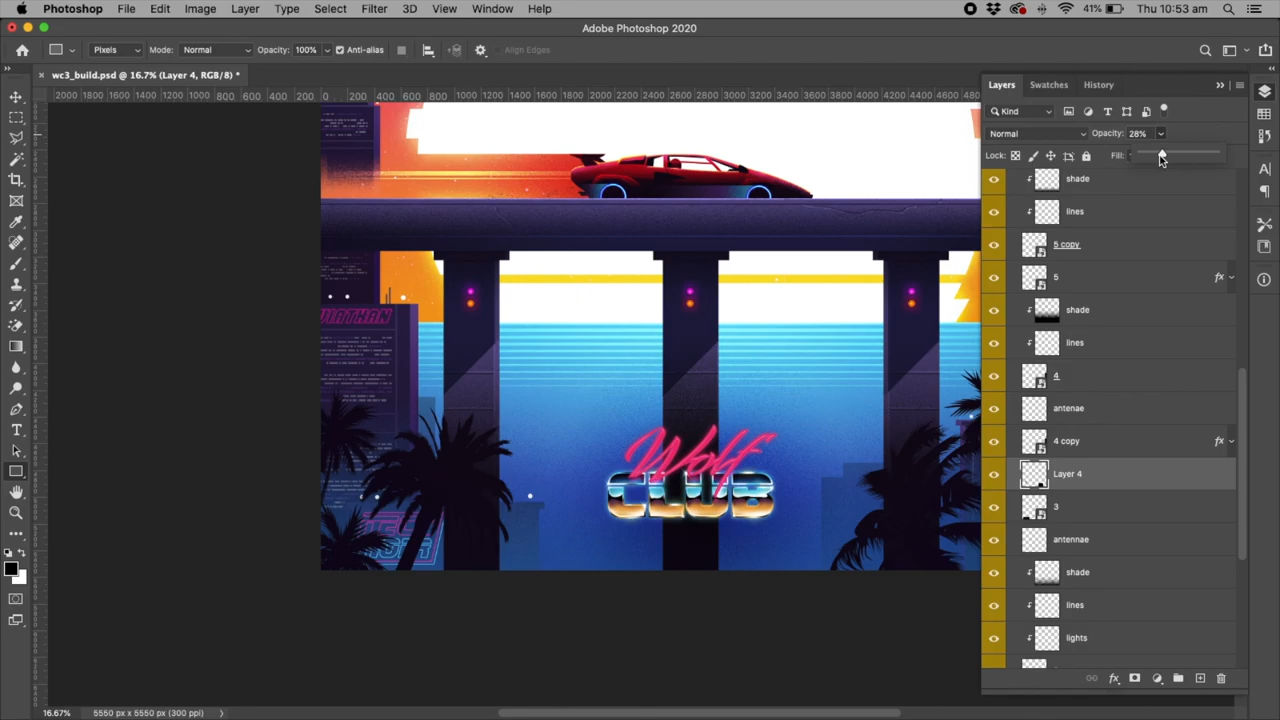 Photoshop File Edit Image Layer Type Select Filter 3D View Window Help 41% Thu 10:53 am
Adobe Photoshop 2020
Pixels Mode: Normal Opacity: 100% Anti-alias Align Edges
× wc3_build.psd @ 16.7% (Layer 4, RGB/8) *
2000 1800 1600 1400 1200 1000 800 600 400 200 0 200 400 600 800 1000 1200 1400 1600 1800 2000 2200 2400 2600 2800 3000 3200 3400 3600 3800 4000 4200 4400 4600
Layers Swatches History
Kind
Normal Opacity: 28%
Lock: Fill:
shade
lines
5 copy
5 fx
shade
lines
4
antenae
4 copy fx
Layer 4
3
antennae
shade
lines
lights
Wolf
CLUB
16.67% 5550 px x 5550 px (300 ppi)